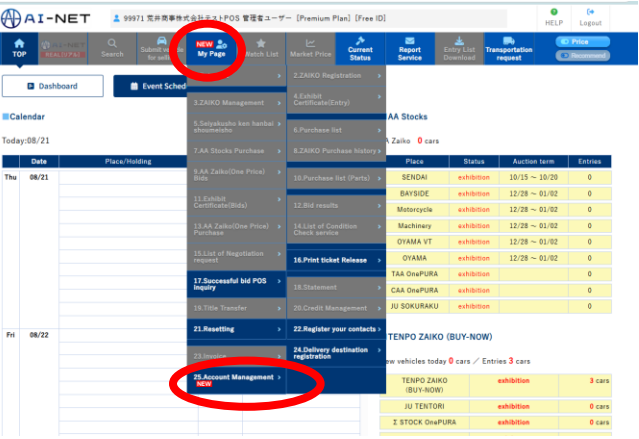 AI-NET
99971 荒井商事株式会社テストPOS 管理者ユーザー [Premium Plan] [Free ID]
HELP
Logout
TOP
AI-NET
REAL SPEED
Search
Submit vehicle
for selling
NEW
My Page
Watch List
Market Price
Current
Status
Report
Service
Entry List
Download
Transportation
request
Price
Recommend
Dashboard
Event Sched
2.ZAIKO Registration
3.ZAIKO Management
4.Exhibit
Certificate(Entry)
5.Saiyakusho ken hanbai
shoumeisho
6.Purchase list
7.AA Stocks Purchase
8.ZAIKO Purchase history
9.AA Zaiko(One Price)
Bids
10.Purchase list (Parts)
11.Exhibit
Certificate(Bids)
12.Bid results
13.AA Zaiko(One Price)
Purchase
14.List of Condition
Check service
15.List of Negotiation
request
16.Print ticket Release
17.Successful bid POS
Inquiry
18.Statement
19.Title Transfer
20.Credit Management
21.Resetting
22.Register your contacts
23.Invoice
24.Delivery destination
registration
25.Account Management
NEW
Calendar
Today:08/21
Date Place/Holding
Thu 08/21
Fri 08/22
AA Stocks
A Zaiko 0 cars
Place Status Auction term Entries
SENDAI exhibition 10/15 ～ 10/20 0
BAYSIDE exhibition 12/28 ～ 01/02 0
Motorcycle exhibition 12/28 ～ 01/02 0
Machinery exhibition 12/28 ～ 01/02 0
OYAMA VT exhibition 12/28 ～ 01/02 0
OYAMA exhibition 12/28 ～ 01/02 0
TAA OnePURA exhibition 0
CAA OnePURA exhibition 0
JU SOKURAKU exhibition 0
TENPO ZAIKO (BUY-NOW)
ew vehicles today 0 cars ／ Entries 3 cars
TENPO ZAIKO
(BUY-NOW) exhibition 3 cars
JU TENTORI exhibition 0 cars
Σ STOCK OnePURA exhibition 0 cars